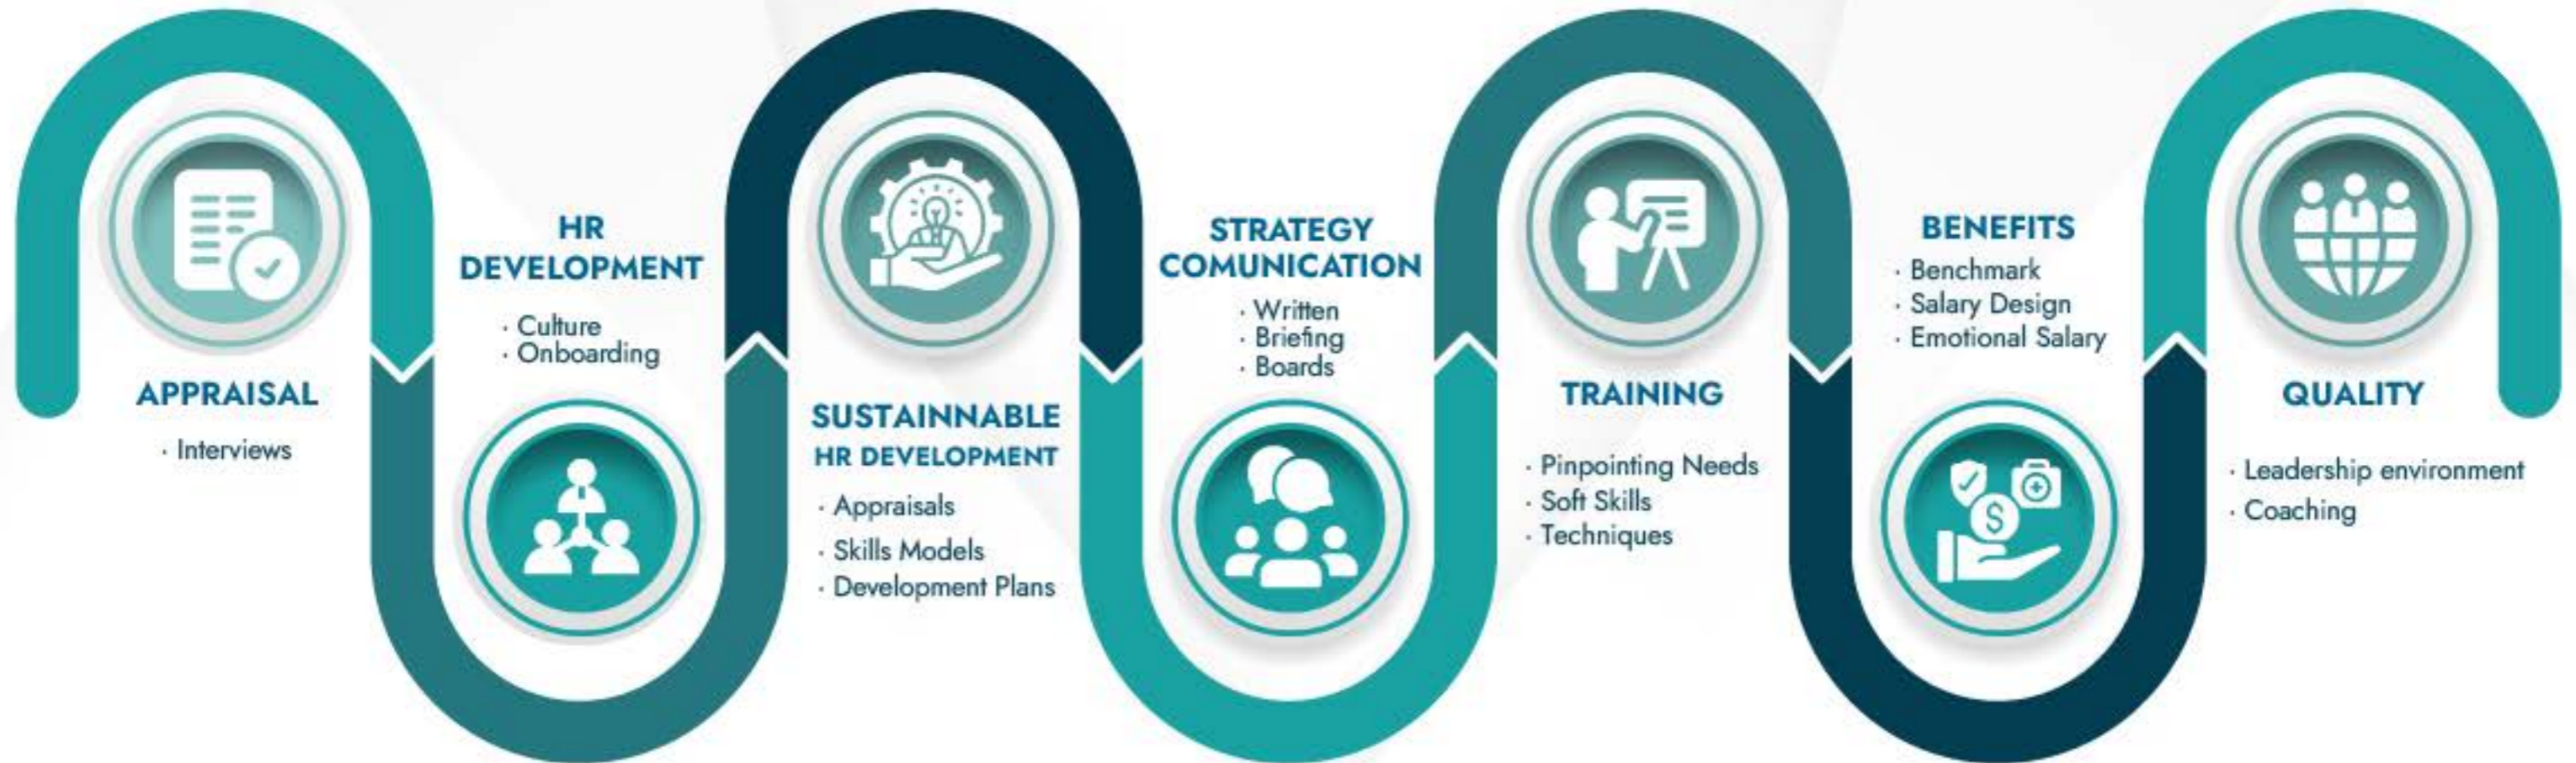 APPRAISAL
· Interviews
HR
DEVELOPMENT
· Culture
· Onboarding
SUSTAINNABLE
HR DEVELOPMENT
· Appraisals
· Skills Models
· Development Plans
STRATEGY
COMUNICATION
· Written
· Briefing
· Boards
TRAINING
· Pinpointing Needs
· Soft Skills
· Techniques
BENEFITS
· Benchmark
· Salary Design
· Emotional Salary
$
QUALITY
· Leadership environment
· Coaching